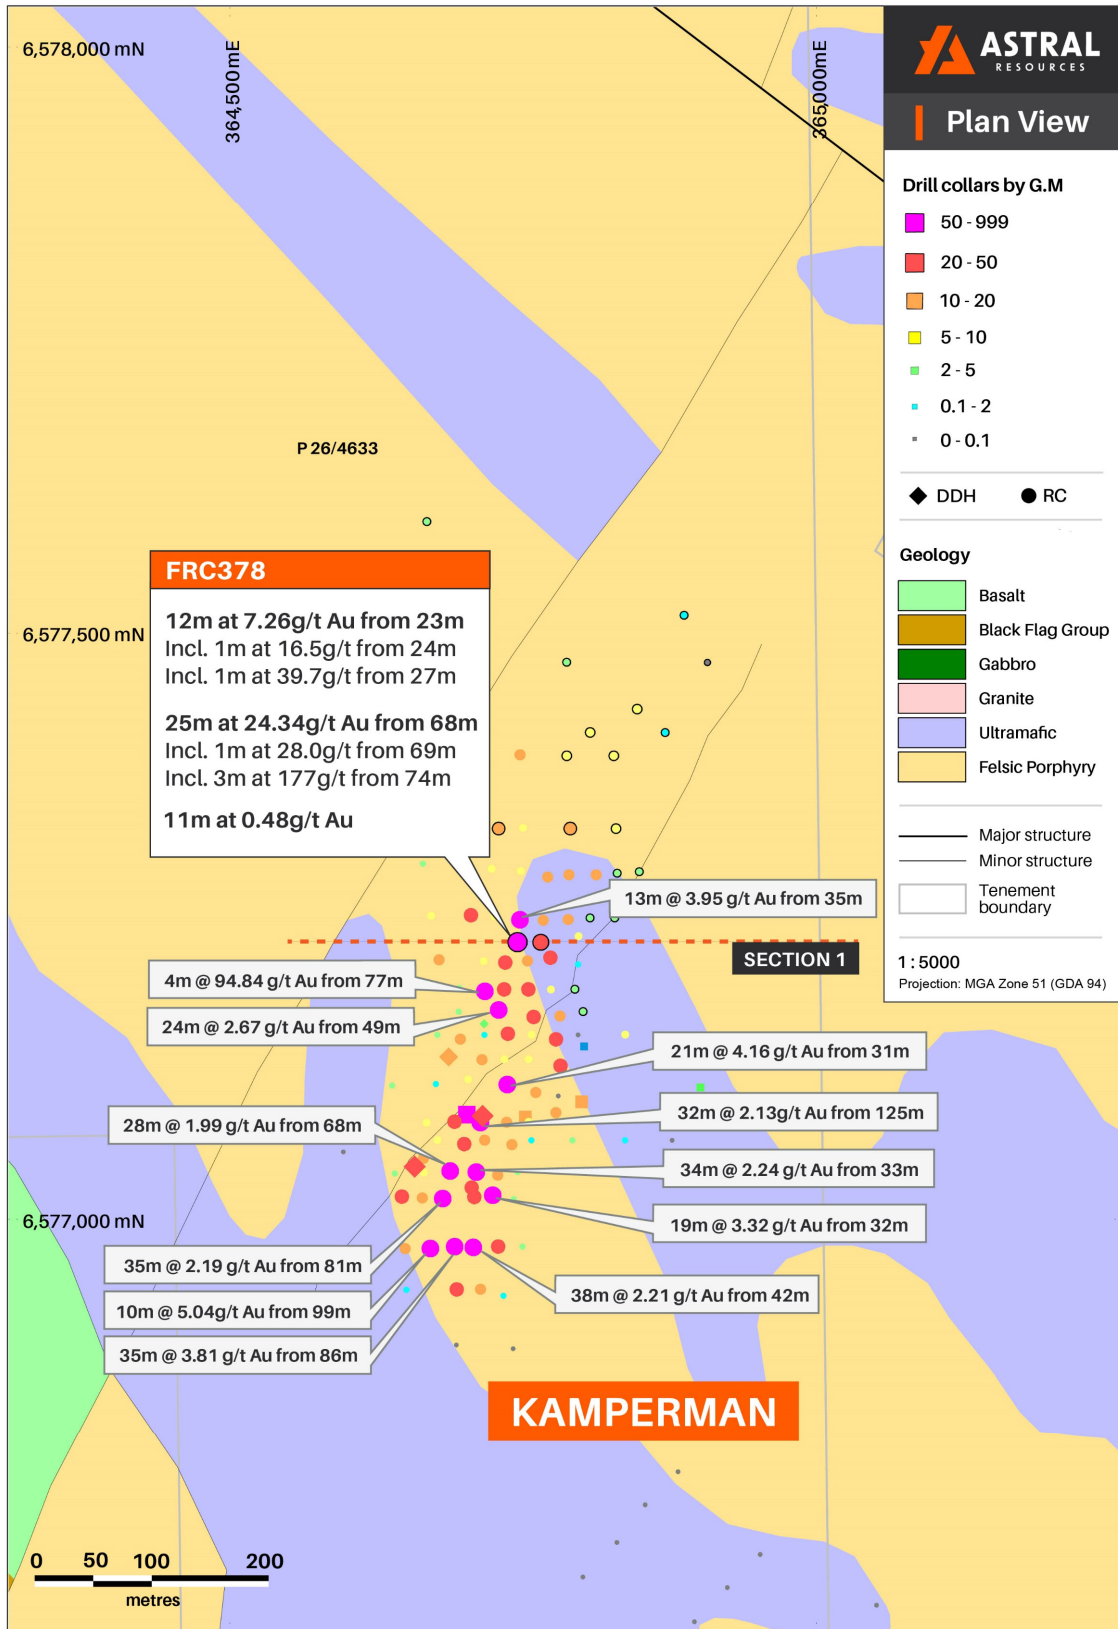 6,578,000 mN
364,500mE
365,000mE
ASTRAL
RESOURCES
Plan View
Drill collars by G.M
50 - 999
20 - 50
10 - 20
5 - 10
2 - 5
0.1 - 2
0 - 0.1
DDH
RC
Geology
Basalt
Black Flag Group
Gabbro
Granite
Ultramafic
Felsic Porphyry
Major structure
Minor structure
Tenement
boundary
1 : 5000
Projection: MGA Zone 51 (GDA 94)
P 26/4633
FRC378
12m at 7.26g/t Au from 23m
Incl. 1m at 16.5g/t from 24m
Incl. 1m at 39.7g/t from 27m
25m at 24.34g/t Au from 68m
Incl. 1m at 28.0g/t from 69m
Incl. 3m at 177g/t from 74m
11m at 0.48g/t Au
6,577,500 mN
13m @ 3.95 g/t Au from 35m
SECTION 1
4m @ 94.84 g/t Au from 77m
24m @ 2.67 g/t Au from 49m
21m @ 4.16 g/t Au from 31m
32m @ 2.13g/t Au from 125m
28m @ 1.99 g/t Au from 68m
34m @ 2.24 g/t Au from 33m
19m @ 3.32 g/t Au from 32m
6,577,000 mN
35m @ 2.19 g/t Au from 81m
10m @ 5.04g/t Au from 99m
38m @ 2.21 g/t Au from 42m
35m @ 3.81 g/t Au from 86m
KAMPERMAN
0 50 100 200
metres